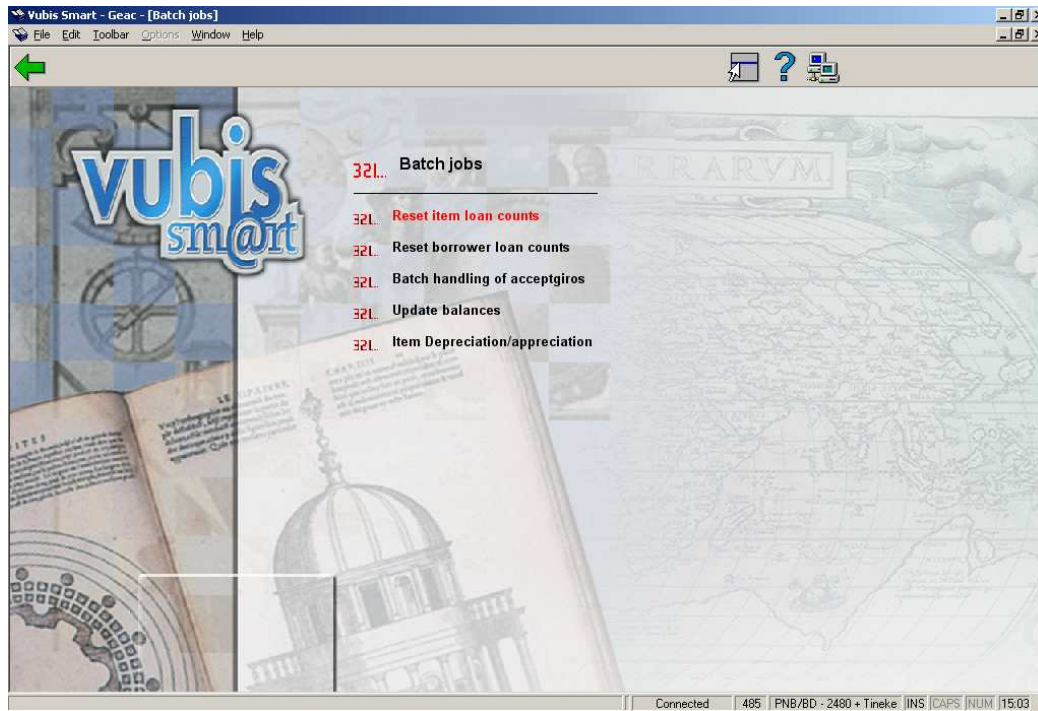 Vubis Smart - Geac - [Batch jobs]
File Edit Toolbar Options Window Help
vubis
sm@rt
RRARVM
321... Batch jobs
321.. Reset item loan counts
321.. Reset borrower loan counts
321.. Batch handling of acceptgiros
321.. Update balances
321.. Item Depreciation/appreciation
Connected 485 PNB/BD - 2480 + Tineke INS CAPS NUM 15:03